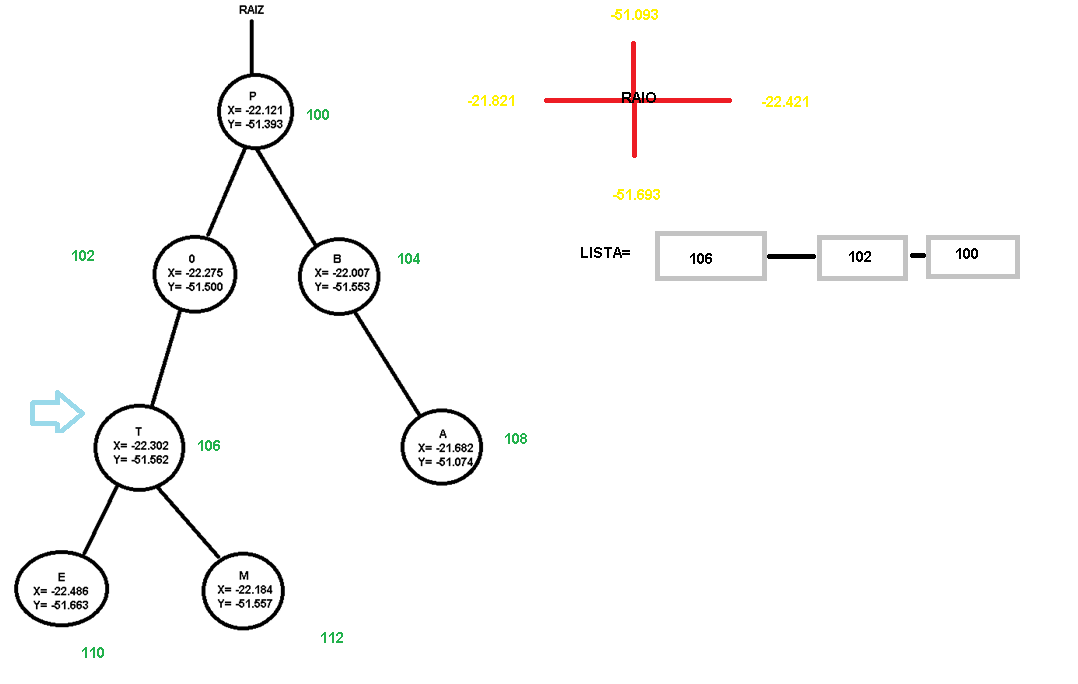 RAIZ
P
X= -22.121
Y= -51.393
100
-51.093
-21.821
RAIO
-22.421
-51.693
102
0
X= -22.275
Y= -51.500
B
X= -22.007
Y= -51.553
104
LISTA=
106
102
100
T
X= -22.302
Y= -51.562
106
A
X= -21.682
Y= -51.074
108
E
X= -22.486
Y= -51.663
110
M
X= -22.184
Y= -51.557
112